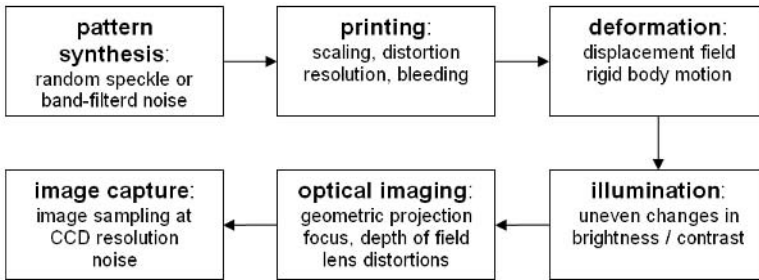 pattern
synthesis:
random speckle or
band-filterd noise
printing:
scaling, distortion
resolution, bleeding
deformation:
displacement field
rigid body motion
illumination:
uneven changes in
brightness / contrast
optical imaging:
geometric projection
focus, depth of field
lens distortions
image capture:
image sampling at
CCD resolution
noise